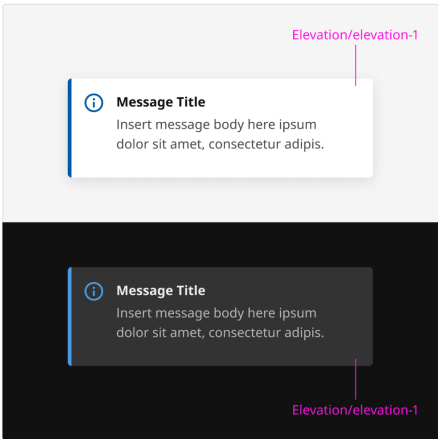 Elevation/elevation-1
Message Title
Insert message body here ipsum
dolor sit amet, consectetur adipis.
Message Title
Insert message body here ipsum
dolor sit amet, consectetur adipis.
Elevation/elevation-1